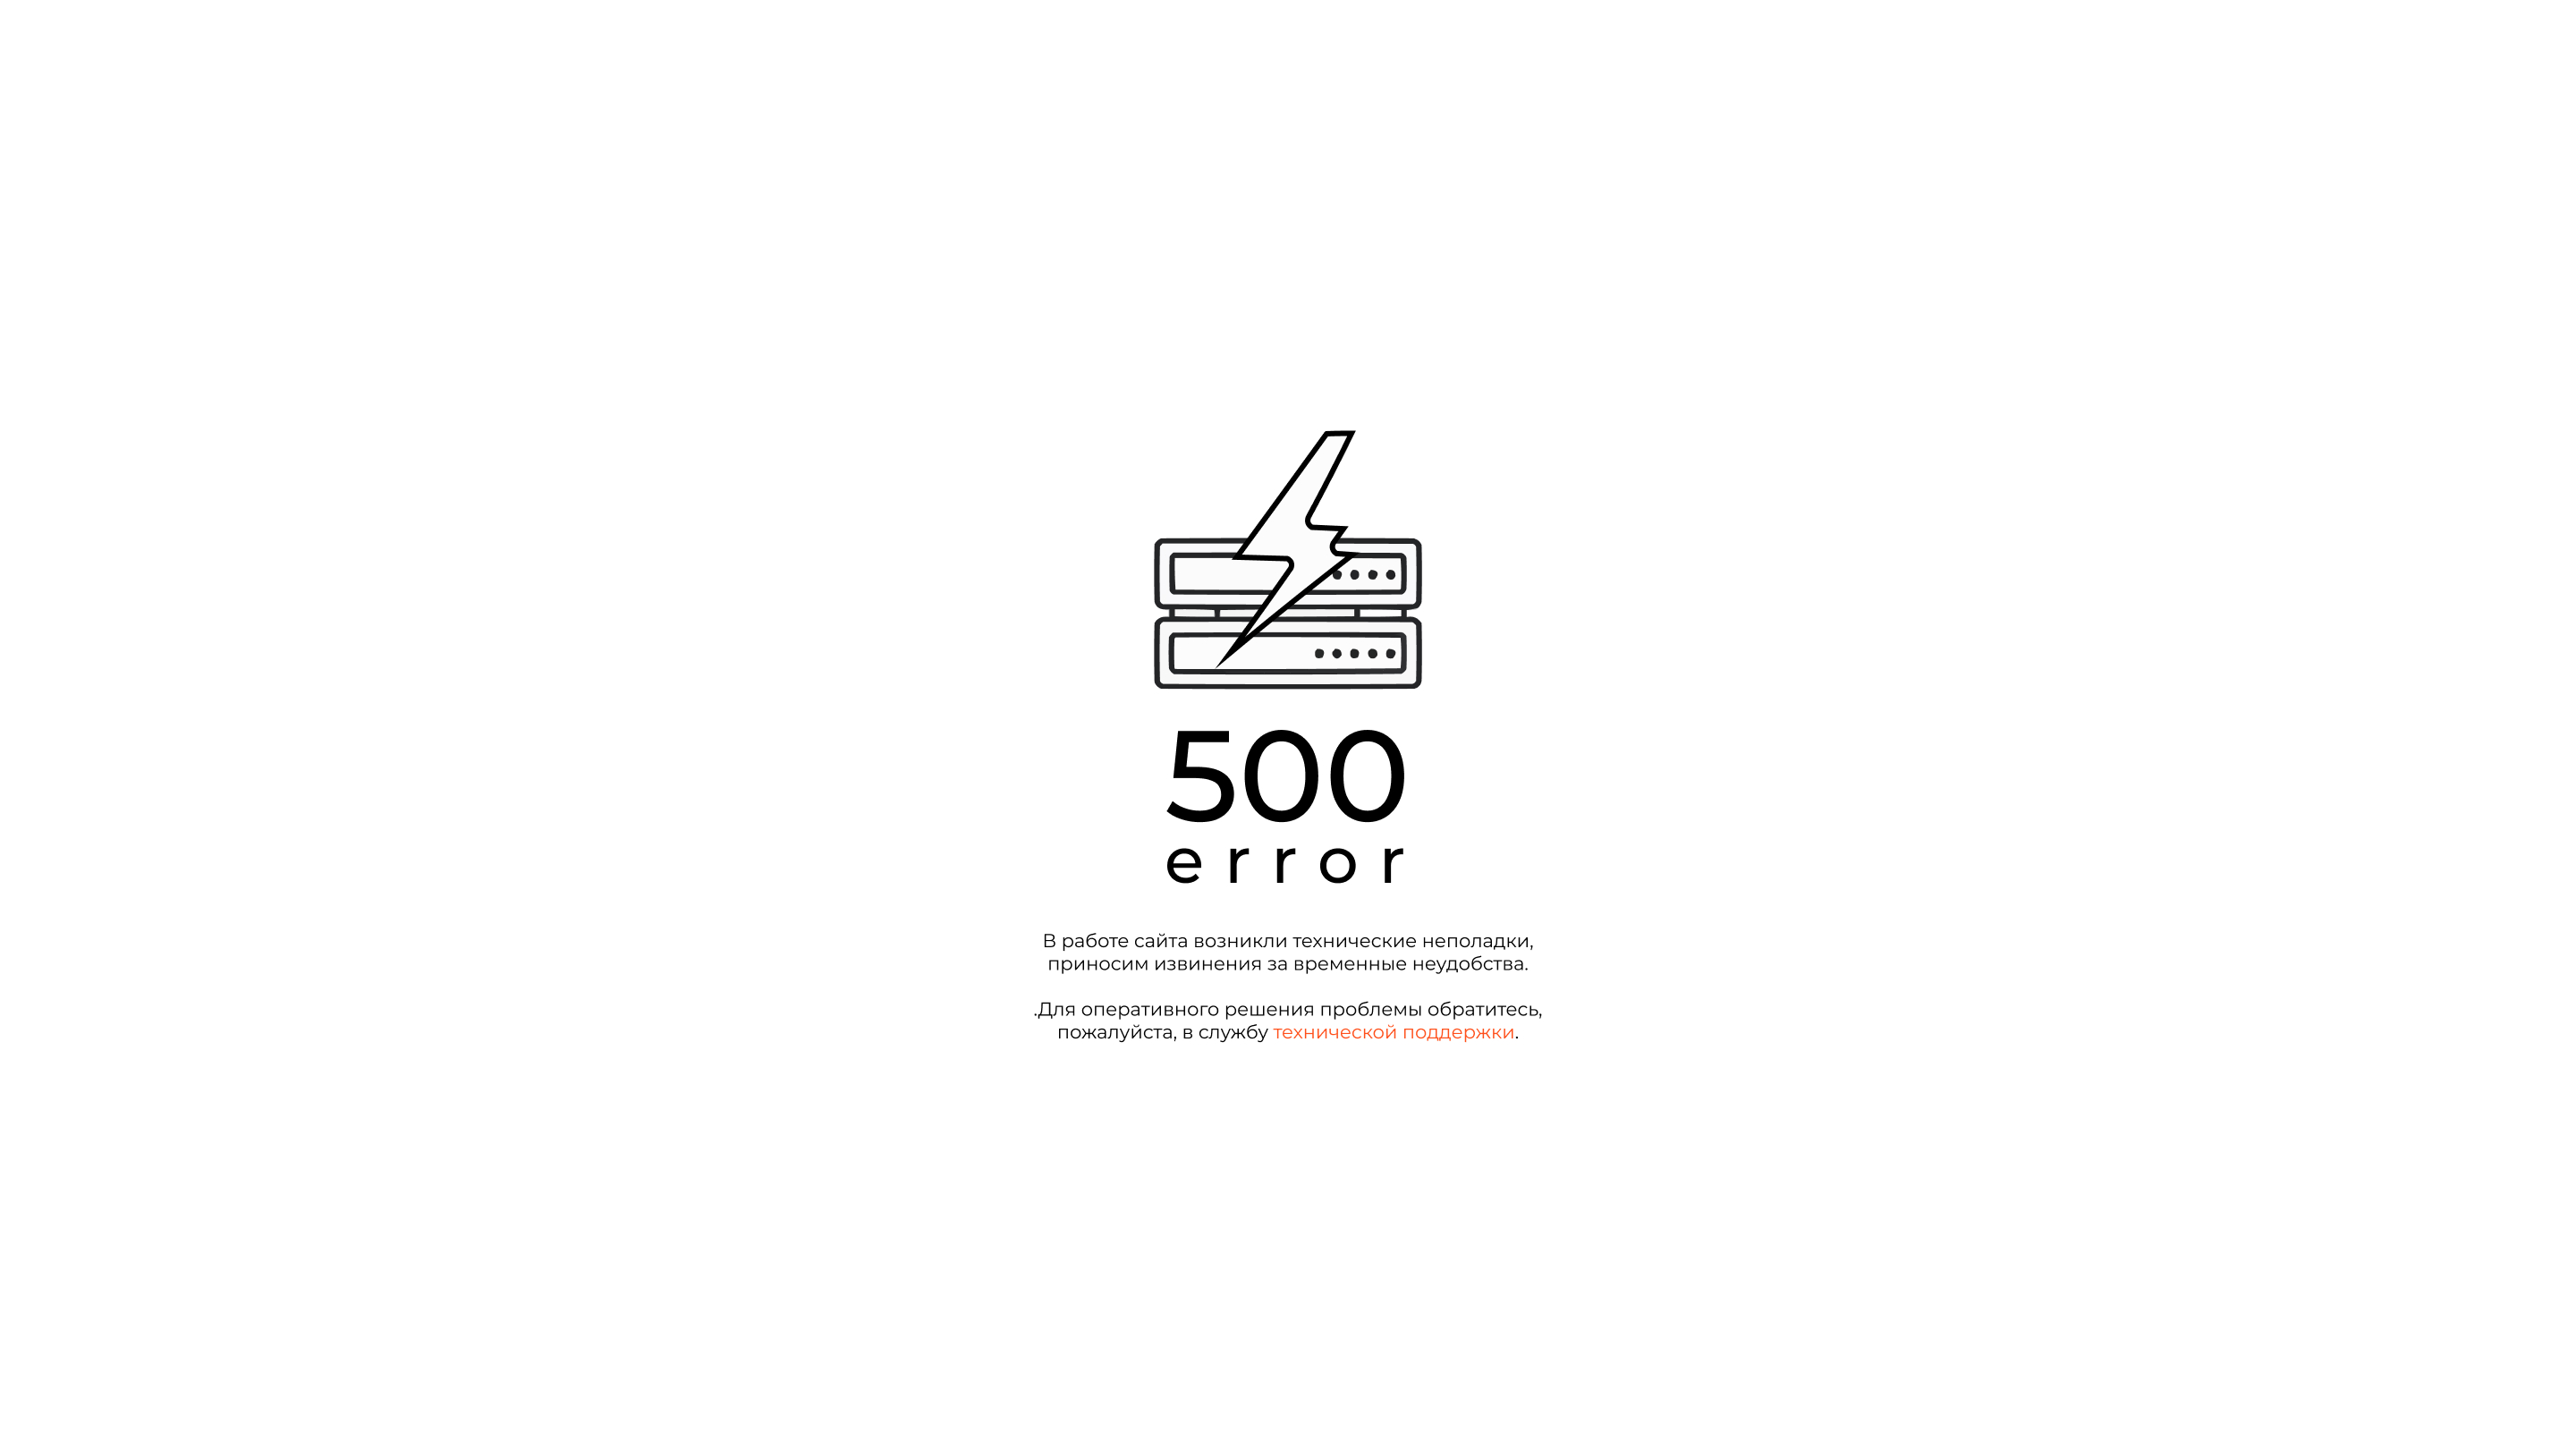 500
error
В работе сайта возникли технические неполадки,
приносим извинения за временные неудобства.
.Для оперативного решения проблемы обратитесь,
пожалуйста, в службу технической поддержки.